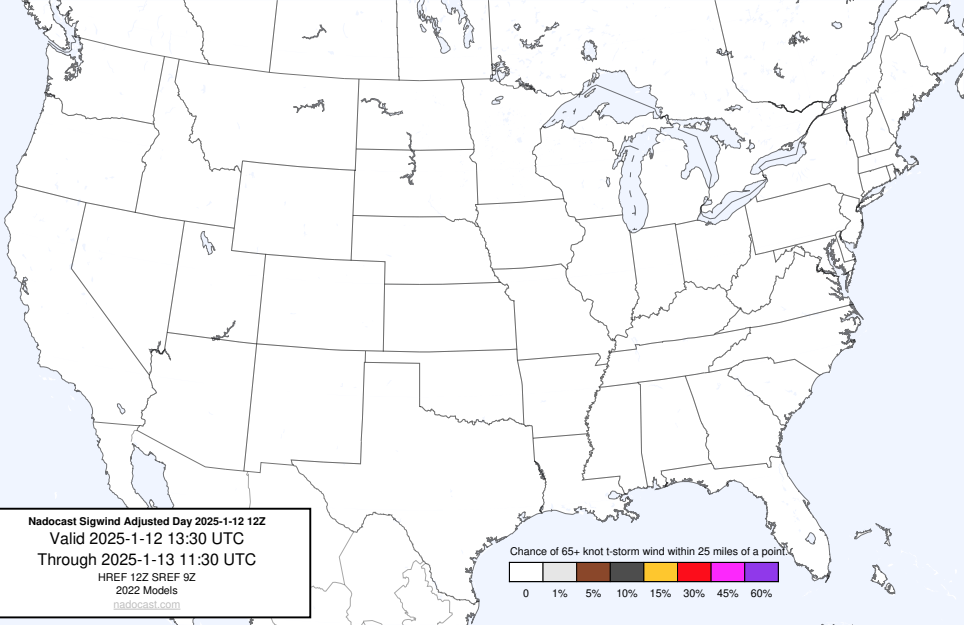 Nadocast Sigwind Adjusted Day 2025-1-12 12Z
Valid 2025-1-12 13:30 UTC
Through 2025-1-13 11:30 UTC
HREF 12Z SREF 9Z
2022 Models
nadocast.com
Chance of 65+ knot t-storm wind within 25 miles of a point.
0 1% 5% 10% 15% 30% 45% 60%